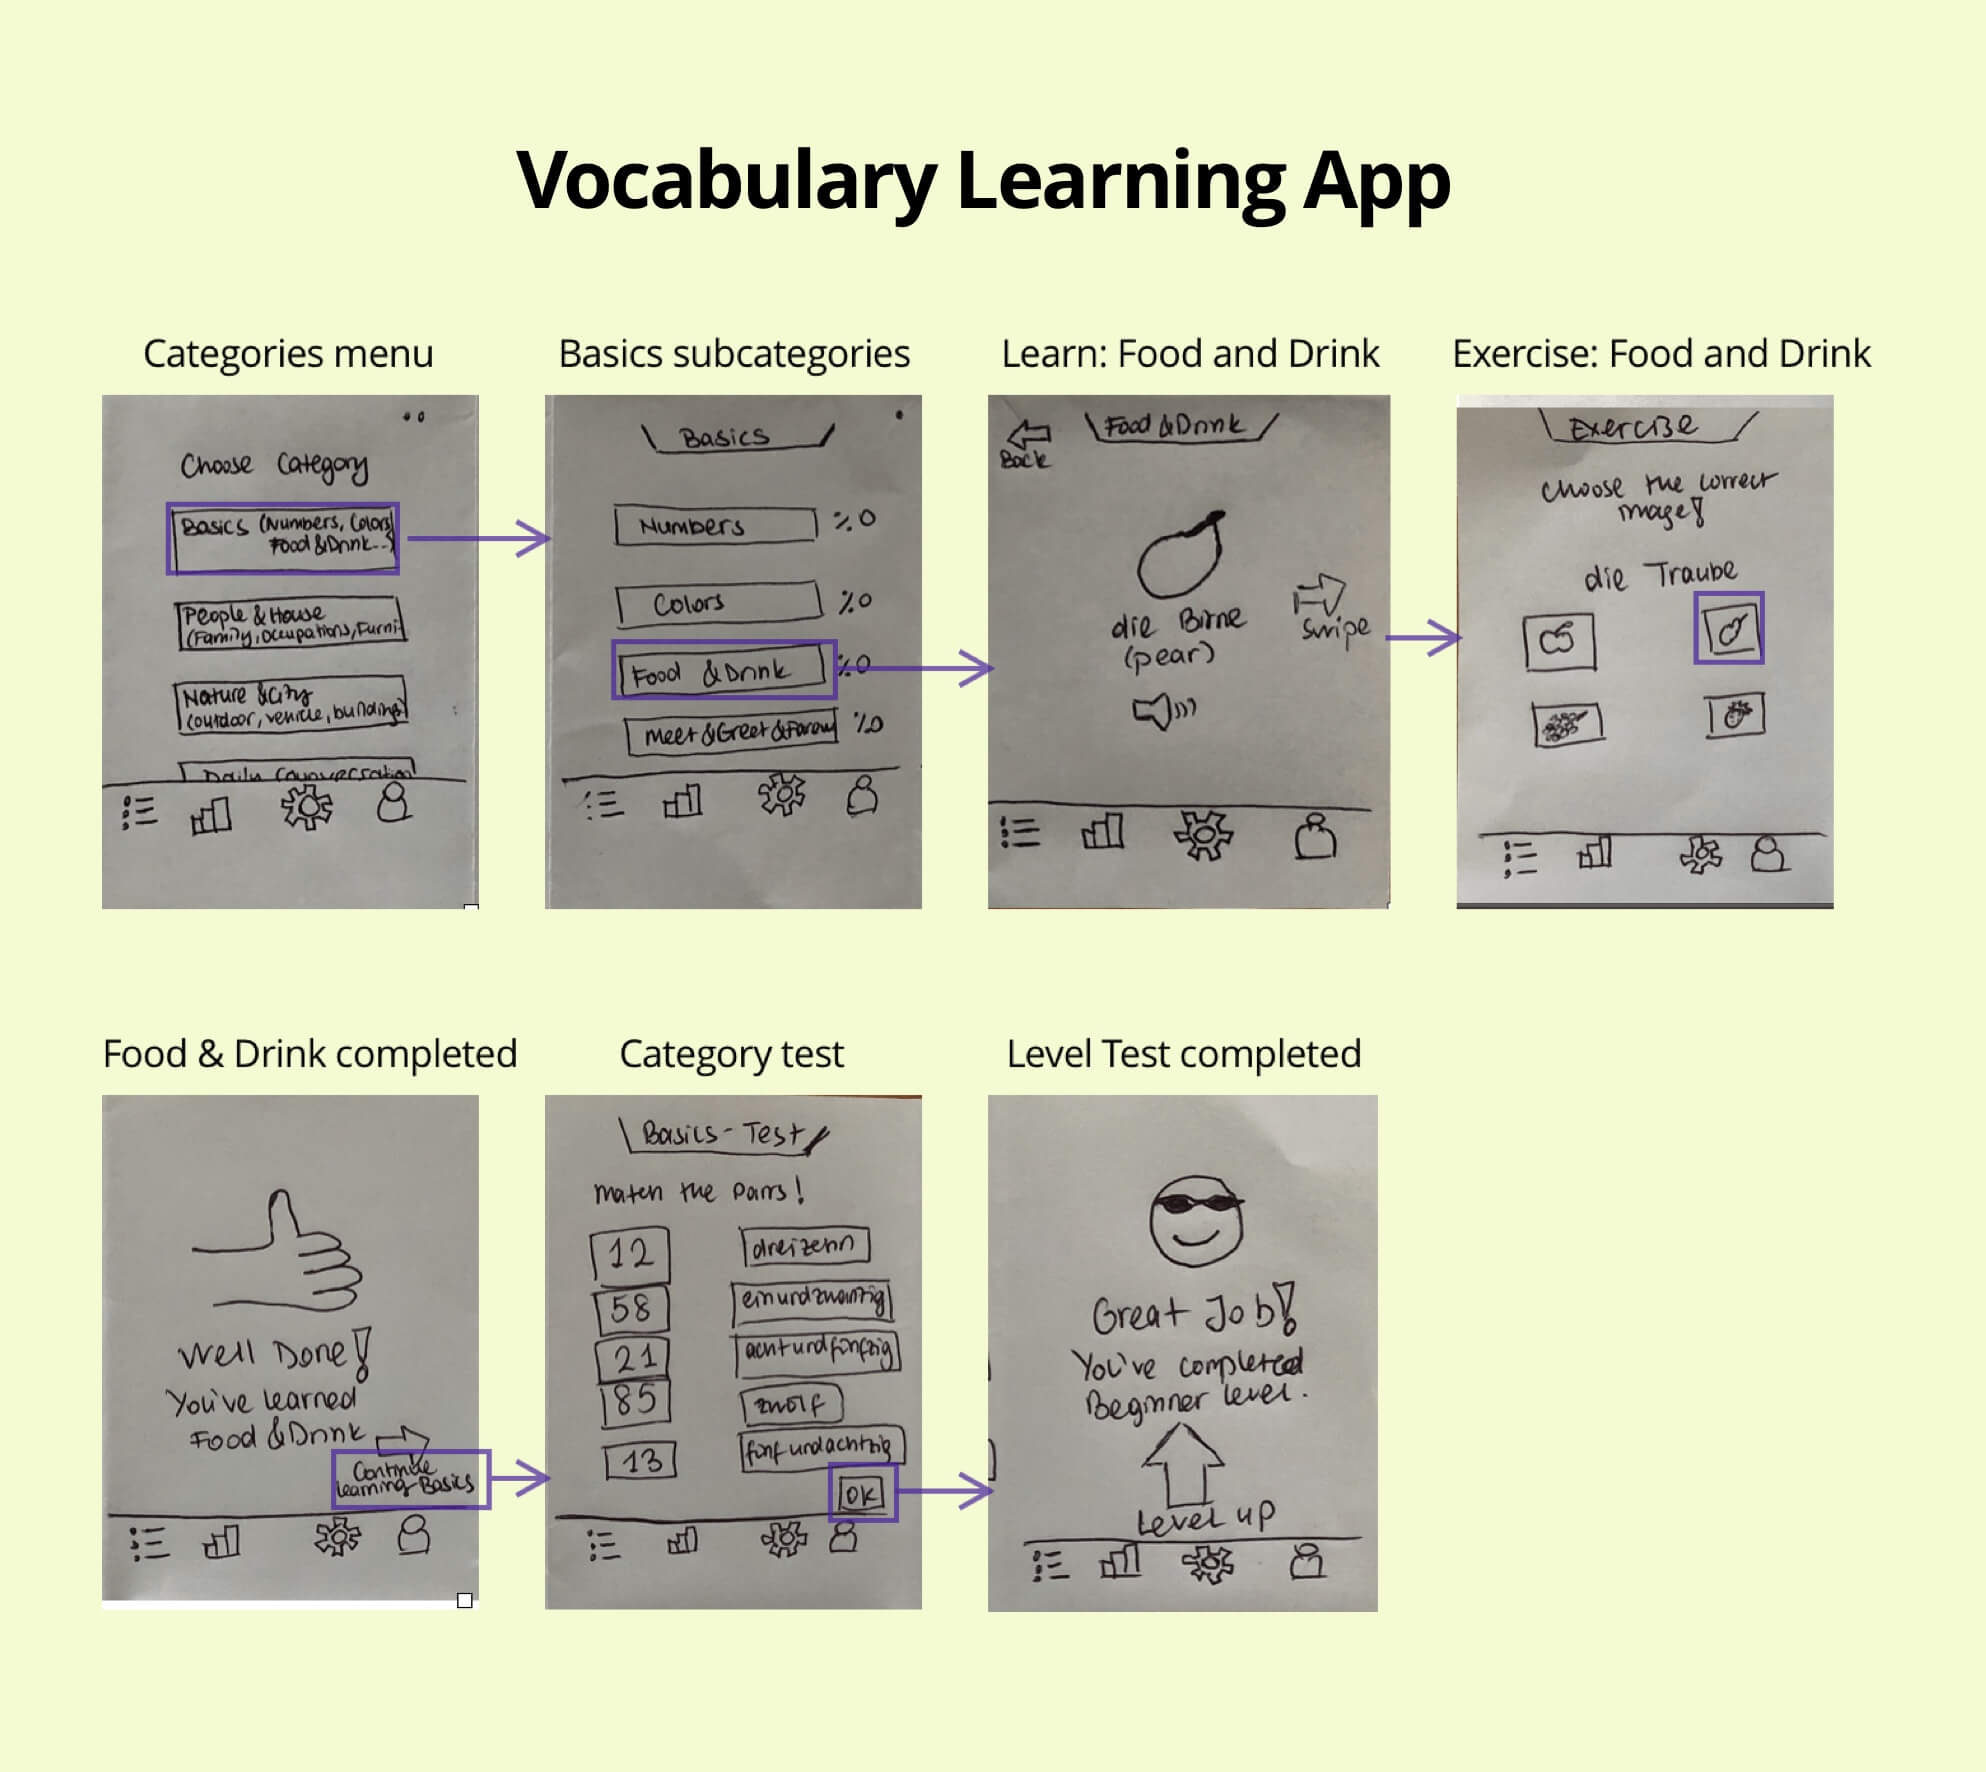 Vocabulary Learning App
Categories menu
Choose Category
Basics (Numbers, Colors
Food & Drink...)
People & House
(Family, occupations, Furni
Nature & City
(outdoor, vehicle, buildings)
Daily Conversation
Basics subcategories
Basics
Numbers %0
Colors %0
Food & Drink %0
Meet & Greet & Farew %0
Learn: Food and Drink
Back
Food & Drink
die Birne
(pear)
Swipe
Exercise: Food and Drink
Exercise
Choose the correct
image!
die Traube
Food & Drink completed
Well Done!
You've learned
Food & Drink
Continue
learning-Basics
Category test
Basics - Test
Match the pairs!
12 dreizehn
58 einundzwanzig
21 achtundfünfzig
85 zwölf
13 fünfundachtzig
OK
Level Test completed
Great Job!
You've completed
Beginner level.
Level up